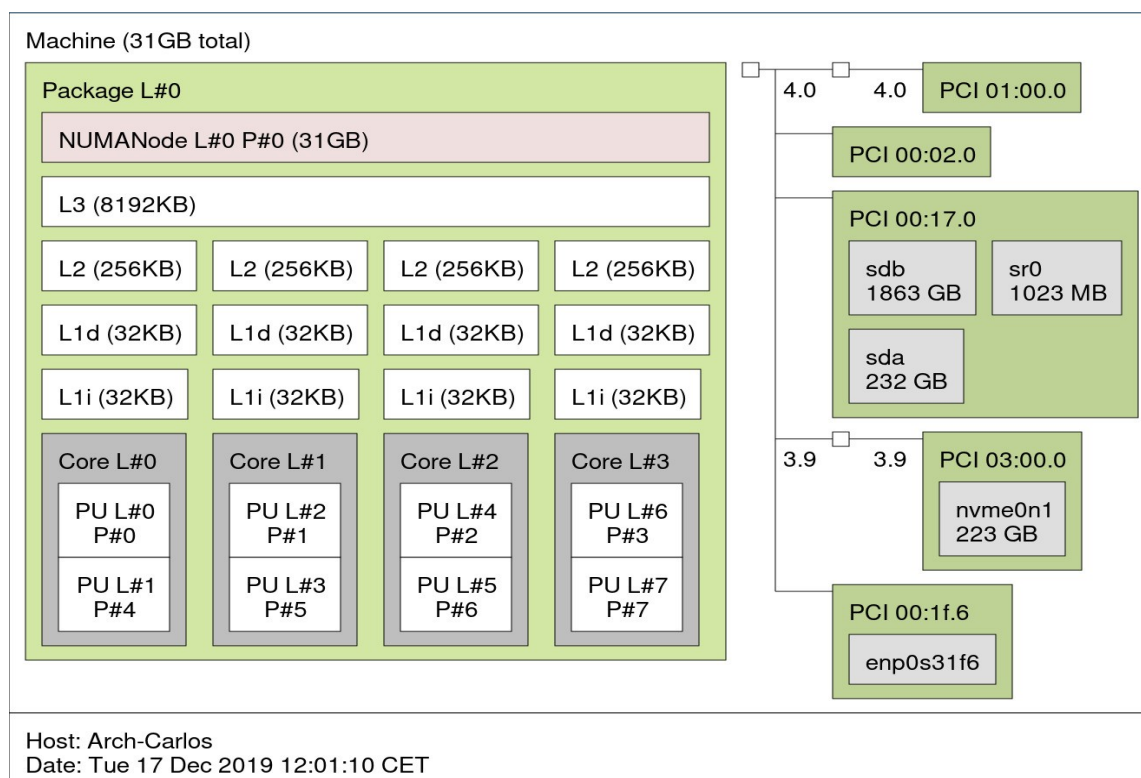 Machine (31GB total)
Package L#0
NUMANode L#0 P#0 (31GB)
L3 (8192KB)
L2 (256KB) L2 (256KB) L2 (256KB) L2 (256KB)
L1d (32KB) L1d (32KB) L1d (32KB) L1d (32KB)
L1i (32KB) L1i (32KB) L1i (32KB) L1i (32KB)
Core L#0
PU L#0
P#0
PU L#1
P#4
Core L#1
PU L#2
P#1
PU L#3
P#5
Core L#2
PU L#4
P#2
PU L#5
P#6
Core L#3
PU L#6
P#3
PU L#7
P#7
4.0 4.0 PCI 01:00.0
PCI 00:02.0
PCI 00:17.0
sdb
1863 GB
sr0
1023 MB
sda
232 GB
3.9 3.9 PCI 03:00.0
nvme0n1
223 GB
PCI 00:1f.6
enp0s31f6
Host: Arch-Carlos
Date: Tue 17 Dec 2019 12:01:10 CET